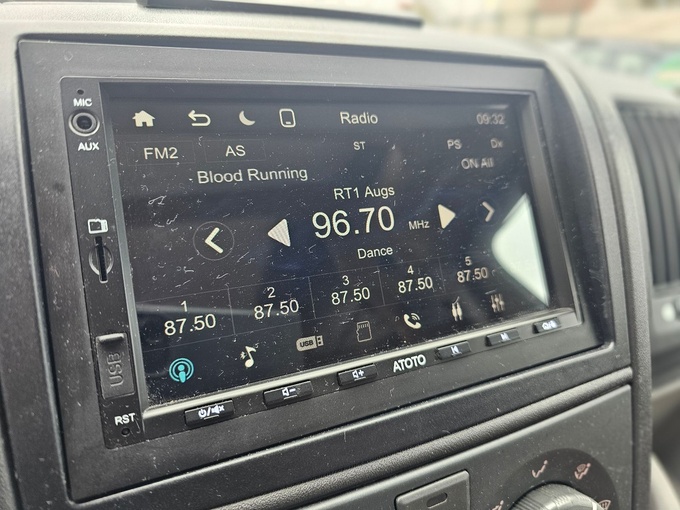 MIC
AUX
Radio
09:32
FM2 AS ST PS Dx
ON All
Blood Running
RT1 Augs
96.70 MHz
Dance
1 2 3 4 5
87.50 87.50 87.50 87.50 87.50
USB
USB
RST
ATOTO